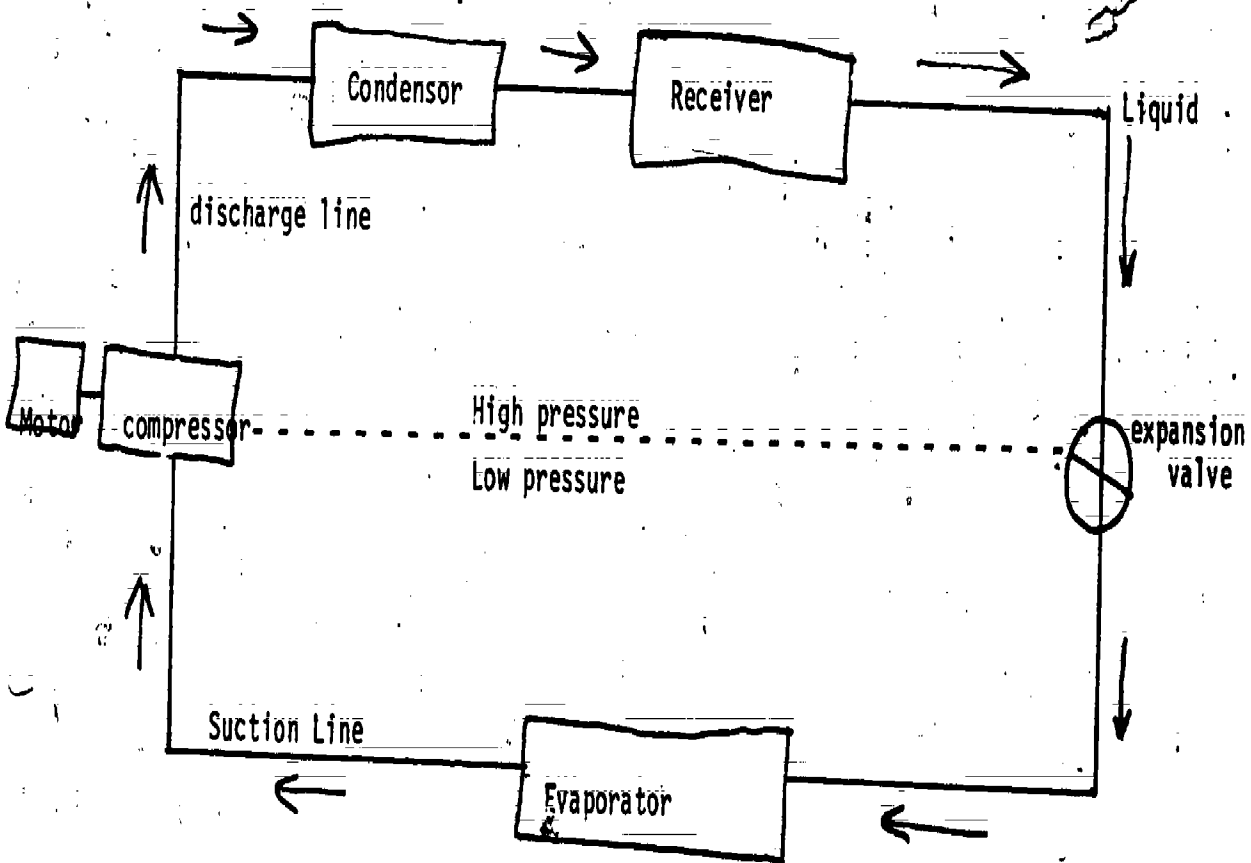 Condensor
Receiver
Liquid
discharge line
Motor
compressor
High pressure
Low pressure
expansion
valve
Suction Line
Evaporator